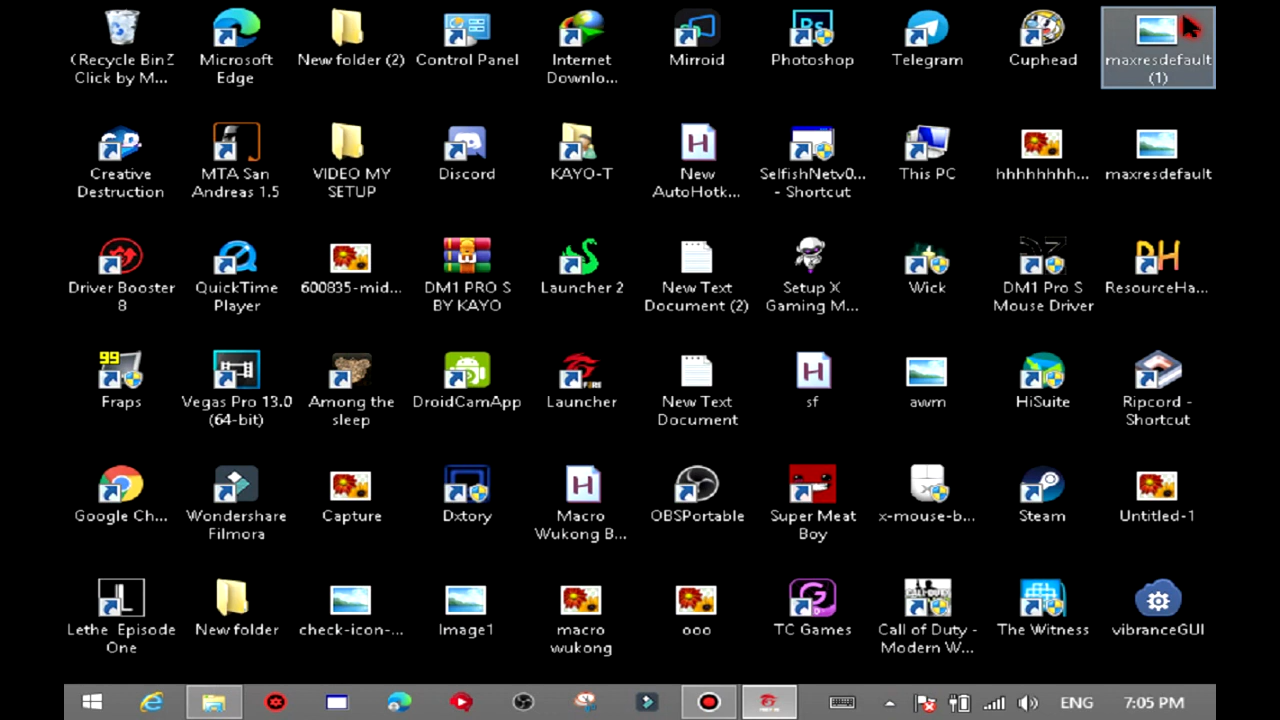 (Recycle BinZ
Click by M...
Microsoft
Edge
New folder (2)
Control Panel
Internet
Downlo...
Mirroid
Ps
Photoshop
Telegram
Cuphead
maxresdefault
(1)
Creative
Destruction
MTA San
Andreas 1.5
VIDEO MY
SETUP
Discord
KAYO-T
H
New
AutoHotk...
SelfishNetv0...
- Shortcut
This PC
hhhhhhhh...
maxresdefault
Driver Booster
8
QuickTime
Player
600835-mid...
DM1 PRO S
BY KAYO
Launcher 2
New Text
Document (2)
Setup X
Gaming M...
Wick
DM1 Pro S
Mouse Driver
RH
ResourceHa...
99
Fraps
Vegas Pro 13.0
(64-bit)
Among the
sleep
DroidCamApp
Launcher
New Text
Document
H
sf
awm
HiSuite
Ripcord -
Shortcut
Google Ch...
Wondershare
Filmora
Capture
Dxtory
H
Macro
Wukong B...
OBSPortable
Super Meat
Boy
x-mouse-b...
Steam
Untitled-1
Lethe Episode
One
New folder
check-icon-...
Image1
macro
wukong
ooo
TC Games
Call of Duty -
Modern W...
The Witness
vibranceGUI
ENG
7:05 PM